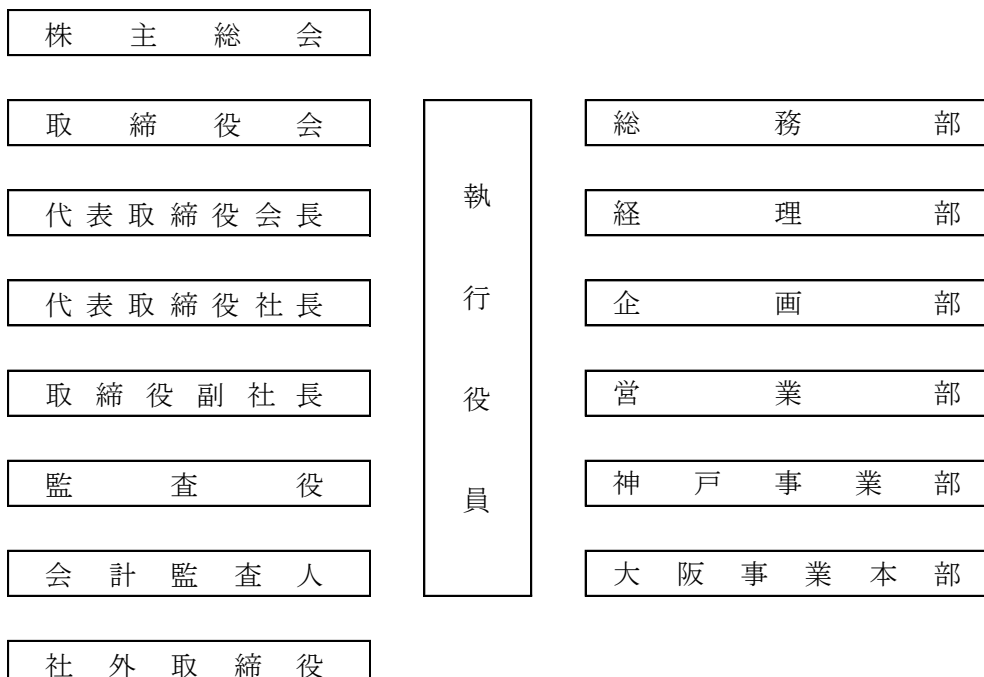 株主総会
取締役会
代表取締役会長
代表取締役社長
取締役副社長
監査役
会計監査人
社外取締役
執行役員
総務部
経理部
企画部
営業部
神戸事業部
大阪事業本部